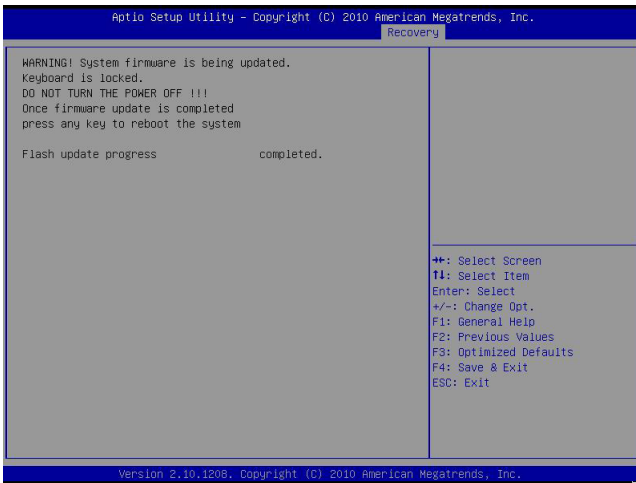 Aptio Setup Utility – Copyright (C) 2010 American Megatrends, Inc.
Recovery
WARNING! System firmware is being updated.
Keyboard is locked.
DO NOT TURN THE POWER OFF !!!
Once firmware update is completed
press any key to reboot the system
Flash update progress completed.
→←: Select Screen
↑↓: Select Item
Enter: Select
+/-: Change Opt.
F1: General Help
F2: Previous Values
F3: Optimized Defaults
F4: Save & Exit
ESC: Exit
Version 2.10.1208. Copyright (C) 2010 American Megatrends, Inc.